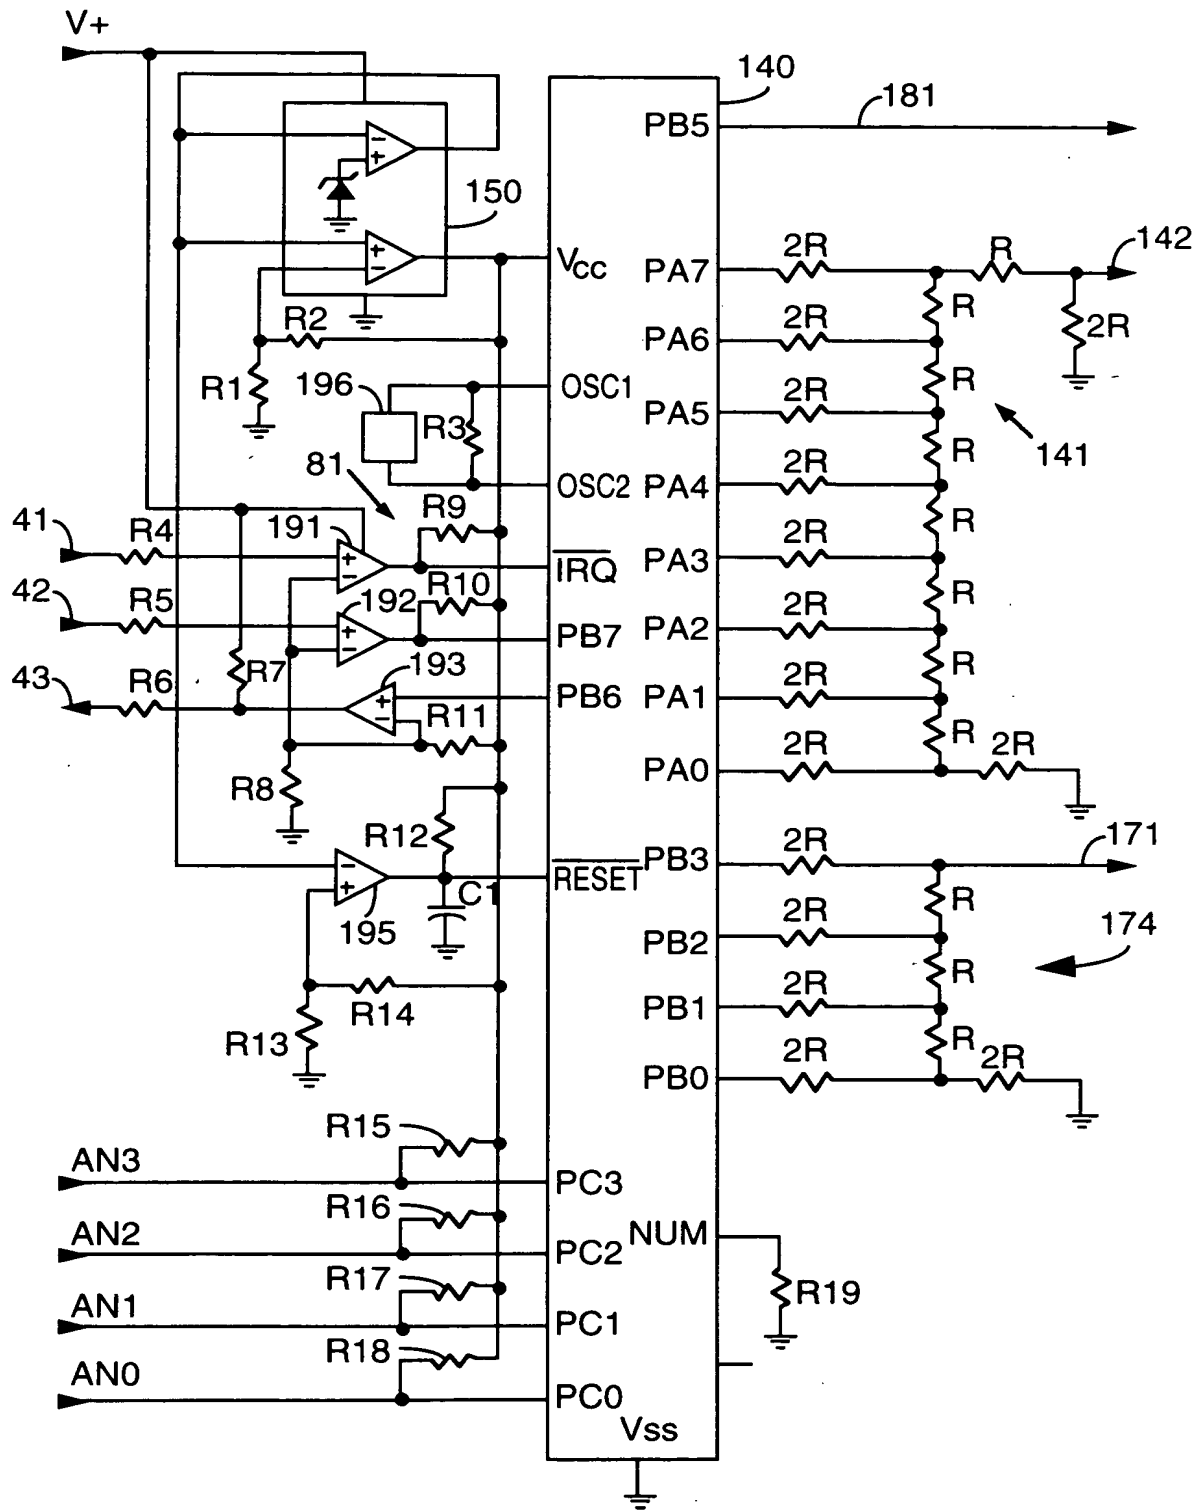 V+
140
PB5
181
150
Vcc
PA7
2R
R
142
R
2R
R2
PA6
2R
R1
196
OSC1
R
R3
PA5
2R
141
81
OSC2
PA4
2R
R
41
R4
191
R9
R
IRQ
PA3
2R
42
R5
192
R10
R
PB7
PA2
2R
43
R6
R7
193
R
PB6
PA1
2R
R11
R
R8
PA0
2R
2R
R12
PB3
2R
171
RESET
C1
R
195
PB2
2R
174
R
R14
PB1
2R
R13
R
PB0
2R
2R
R15
AN3
PC3
R16
AN2
PC2
NUM
R17
R19
AN1
PC1
R18
AN0
PC0
Vss